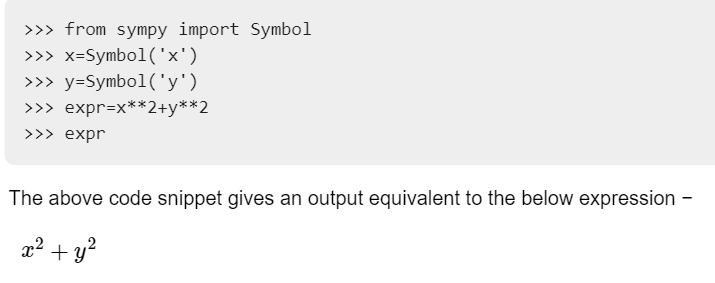 >>> from sympy import Symbol
>>> x=Symbol('x')
>>> y=Symbol('y')
>>> expr=x**2+y**2
>>> expr
The above code snippet gives an output equivalent to the below expression −
x² + y²